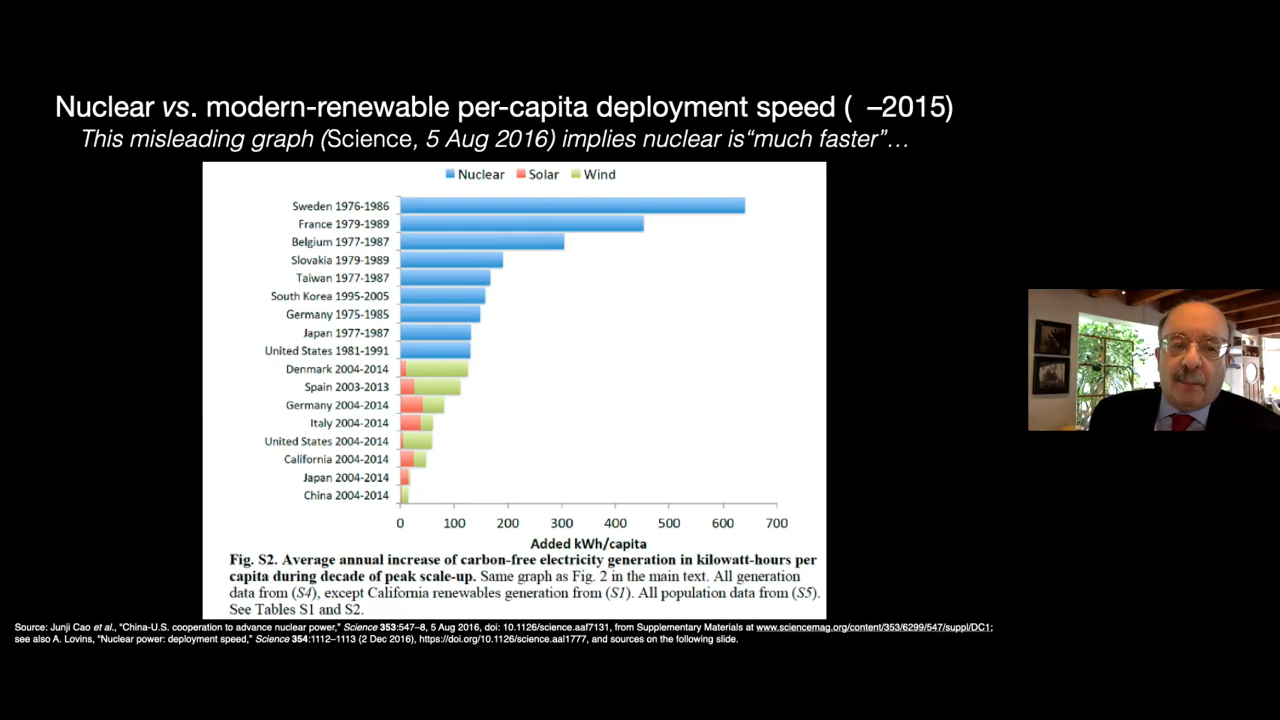 Nuclear vs. modern-renewable per-capita deployment speed ( –2015)
This misleading graph (Science, 5 Aug 2016) implies nuclear is“much faster”…
Nuclear Solar Wind
Sweden 1976-1986
France 1979-1989
Belgium 1977-1987
Slovakia 1979-1989
Taiwan 1977-1987
South Korea 1995-2005
Germany 1975-1985
Japan 1977-1987
United States 1981-1991
Denmark 2004-2014
Spain 2003-2013
Germany 2004-2014
Italy 2004-2014
United States 2004-2014
California 2004-2014
Japan 2004-2014
China 2004-2014
0 100 200 300 400 500 600 700
Added kWh/capita
Fig. S2. Average annual increase of carbon-free electricity generation in kilowatt-hours per
capita during decade of peak scale-up. Same graph as Fig. 2 in the main text. All generation
data from (S4), except California renewables generation from (S1). All population data from (S5).
See Tables S1 and S2.
Source: Junji Cao et al., “China-U.S. cooperation to advance nuclear power,” Science 353:547–8, 5 Aug 2016, doi: 10.1126/science.aaf7131, from Supplementary Materials at www.sciencemag.org/content/353/6299/547/suppl/DC1;
see also A. Lovins, “Nuclear power: deployment speed,” Science 354:1112–1113 (2 Dec 2016), https://doi.org/10.1126/science.aal1777, and sources on the following slide.